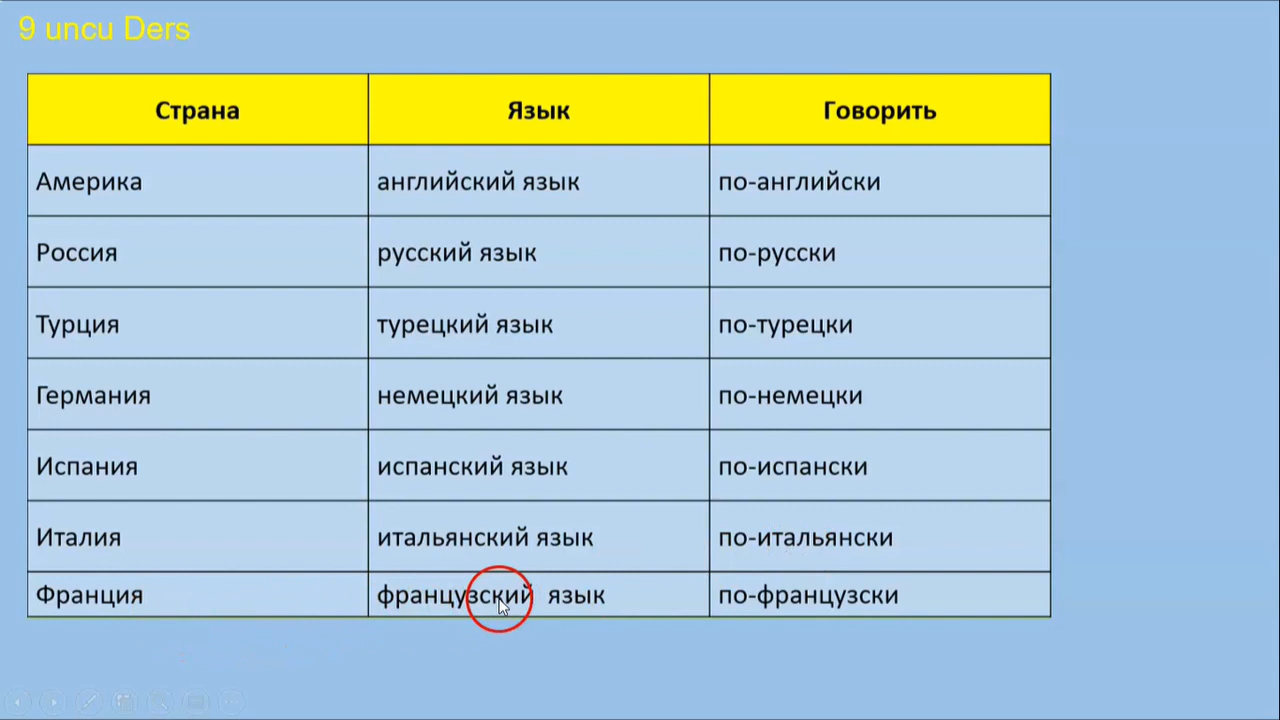 9 uncu Ders
Страна Язык Говорить
Америка английский язык по-английски
Россия русский язык по-русски
Турция турецкий язык по-турецки
Германия немецкий язык по-немецки
Испания испанский язык по-испански
Италия итальянский язык по-итальянски
Франция французский язык по-французски